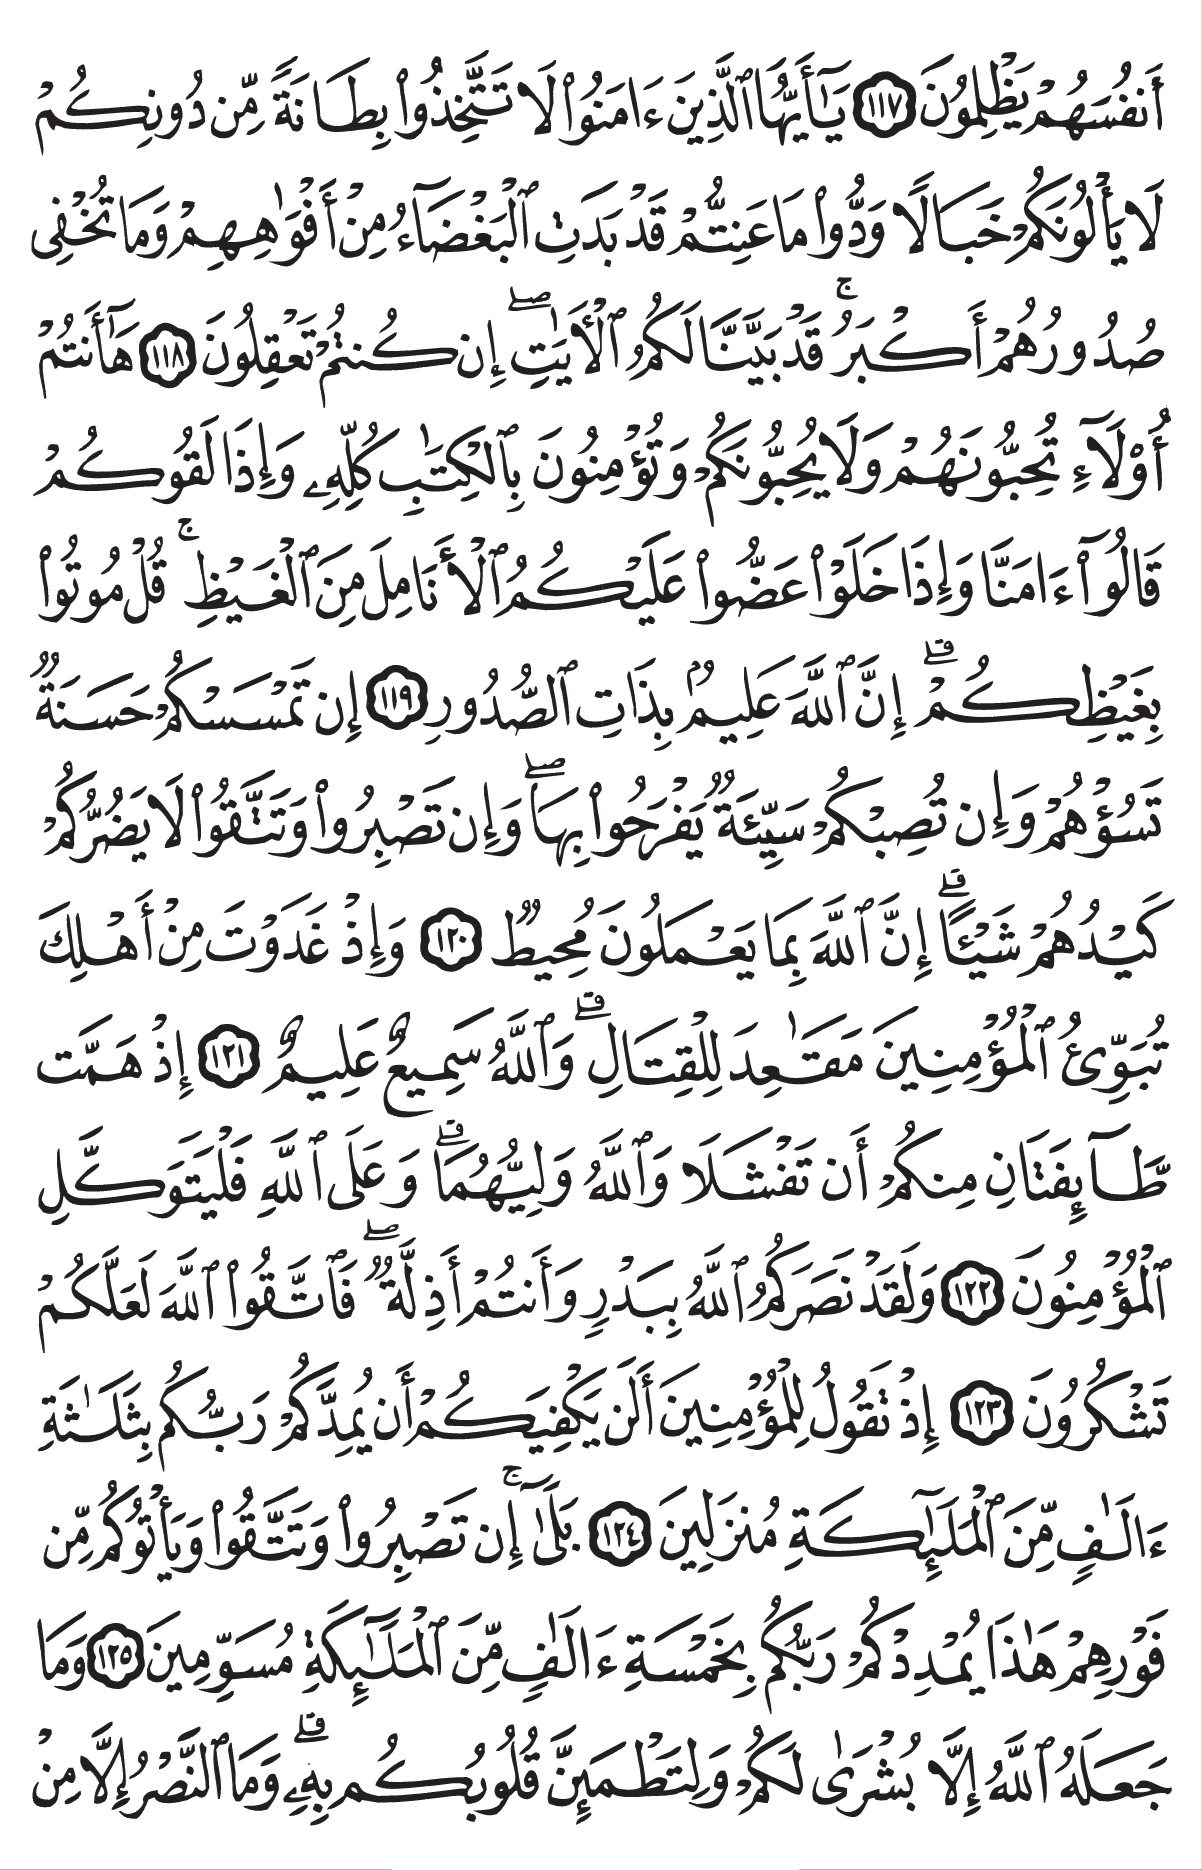 أَنفُسَهُمْ يَظْلِمُونَ ١١٧ يَٰٓأَيُّهَا ٱلَّذِينَ ءَامَنُوا۟ لَا تَتَّخِذُوا۟ بِطَانَةً مِّن دُونِكُمْ
لَا يَأْلُونَكُمْ خَبَالًا وَدُّوا۟ مَا عَنِتُّمْ قَدْ بَدَتِ ٱلْبَغْضَآءُ مِنْ أَفْوَٰهِهِمْ وَمَا تُخْفِى
صُدُورُهُمْ أَكْبَرُ ۚ قَدْ بَيَّنَّا لَكُمُ ٱلْـَٔايَٰتِ ۖ إِن كُنتُمْ تَعْقِلُونَ ١١٨ هَٰٓأَنتُمْ
أُو۟لَآءِ تُحِبُّونَهُمْ وَلَا يُحِبُّونَكُمْ وَتُؤْمِنُونَ بِٱلْكِتَٰبِ كُلِّهِۦ وَإِذَا لَقُوكُمْ
قَالُوٓا۟ ءَامَنَّا وَإِذَا خَلَوْا۟ عَضُّوا۟ عَلَيْكُمُ ٱلْأَنَامِلَ مِنَ ٱلْغَيْظِ ۚ قُلْ مُوتُوا۟
بِغَيْظِكُمْ ۗ إِنَّ ٱللَّهَ عَلِيمٌۢ بِذَاتِ ٱلصُّدُورِ ١١٩ إِن تَمْسَسْكُمْ حَسَنَةٌ
تَسُؤْهُمْ وَإِن تُصِبْكُمْ سَيِّئَةٌ يَفْرَحُوا۟ بِهَا ۖ وَإِن تَصْبِرُوا۟ وَتَتَّقُوا۟ لَا يَضُرُّكُمْ
كَيْدُهُمْ شَيْـًٔا ۗ إِنَّ ٱللَّهَ بِمَا يَعْمَلُونَ مُحِيطٌ ١٢٠ وَإِذْ غَدَوْتَ مِنْ أَهْلِكَ
تُبَوِّئُ ٱلْمُؤْمِنِينَ مَقَٰعِدَ لِلْقِتَالِ ۗ وَٱللَّهُ سَمِيعٌ عَلِيمٌ ١٢١ إِذْ هَمَّت
طَّآئِفَتَانِ مِنكُمْ أَن تَفْشَلَا وَٱللَّهُ وَلِيُّهُمَا ۗ وَعَلَى ٱللَّهِ فَلْيَتَوَكَّلِ
ٱلْمُؤْمِنُونَ ١٢٢ وَلَقَدْ نَصَرَكُمُ ٱللَّهُ بِبَدْرٍ وَأَنتُمْ أَذِلَّةٌ ۖ فَٱتَّقُوا۟ ٱللَّهَ لَعَلَّكُمْ
تَشْكُرُونَ ١٢٣ إِذْ تَقُولُ لِلْمُؤْمِنِينَ أَلَن يَكْفِيَكُمْ أَن يُمِدَّكُمْ رَبُّكُم بِثَلَٰثَةِ
ءَالَٰفٍ مِّنَ ٱلْمَلَٰٓئِكَةِ مُنزَلِينَ ١٢٤ بَلَىٰٓ ۚ إِن تَصْبِرُوا۟ وَتَتَّقُوا۟ وَيَأْتُوكُم مِّن
فَوْرِهِمْ هَٰذَا يُمْدِدْكُمْ رَبُّكُم بِخَمْسَةِ ءَالَٰفٍ مِّنَ ٱلْمَلَٰٓئِكَةِ مُسَوِّمِينَ ١٢٥ وَمَا
جَعَلَهُ ٱللَّهُ إِلَّا بُشْرَىٰ لَكُمْ وَلِتَطْمَئِنَّ قُلُوبُكُم بِهِۦ ۗ وَمَا ٱلنَّصْرُ إِلَّا مِنْ